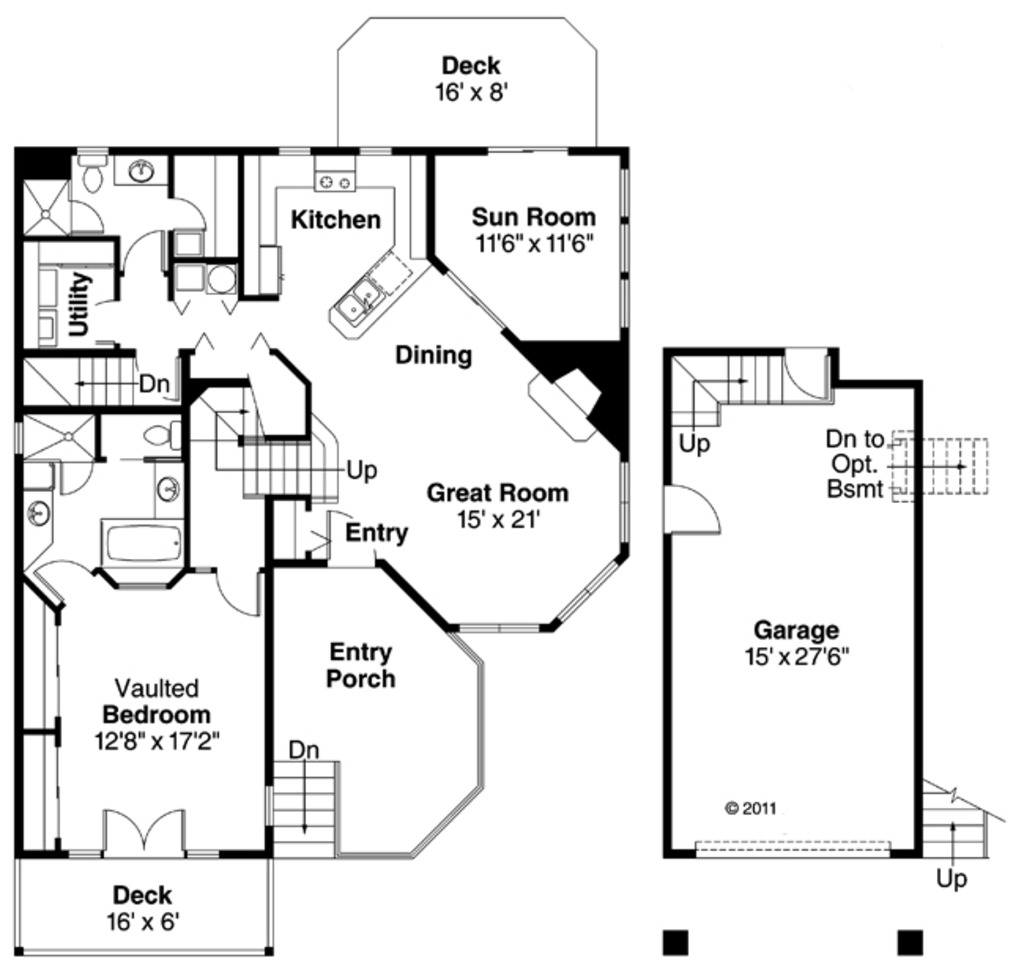 Deck
16' x 8'
Kitchen
Sun Room
11'6" x 11'6"
Utility
Dining
Dn
Up
Great Room
15' x 21'
Entry
Entry
Porch
Vaulted
Bedroom
12'8" x 17'2"
Dn
Deck
16' x 6'
Up
Dn to
Opt.
Bsmt
Garage
15' x 27'6"
© 2011
Up